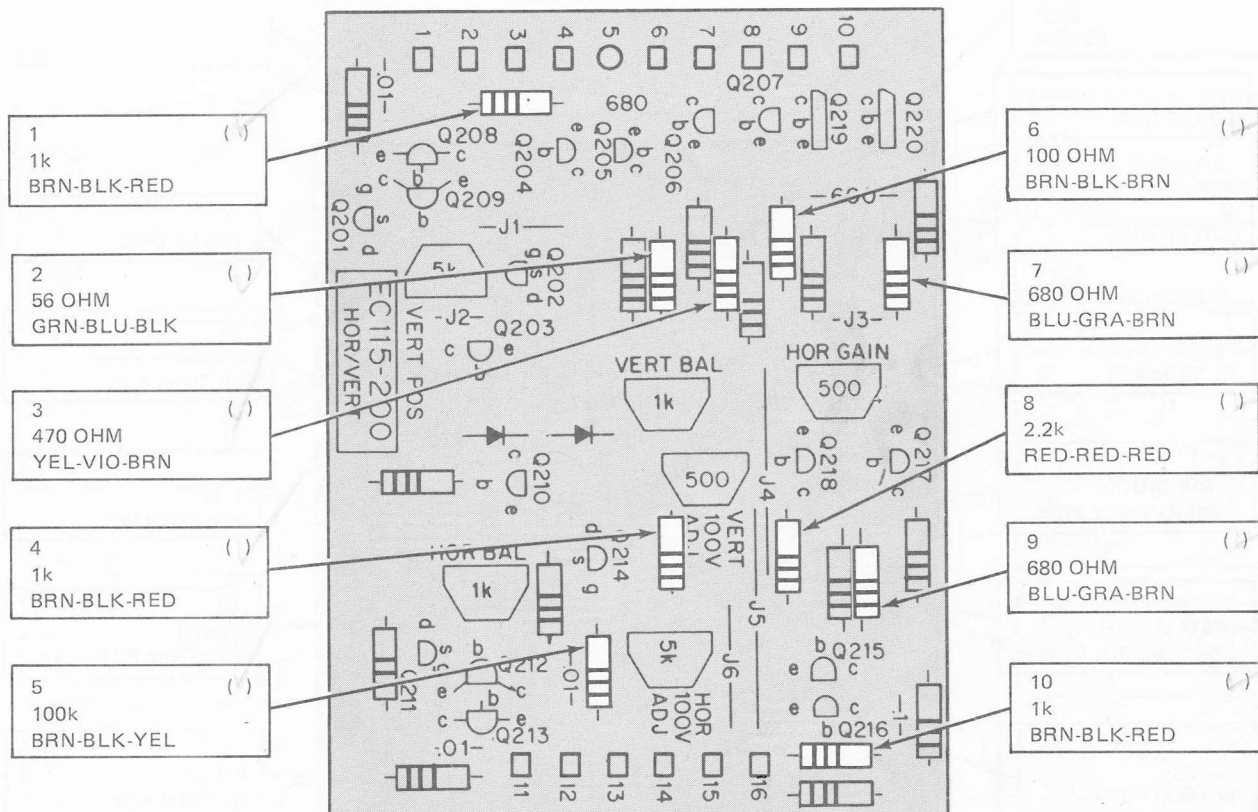 1 ( )
1k
BRN-BLK-RED
2 ( )
56 OHM
GRN-BLU-BLK
3 ( )
470 OHM
YEL-VIO-BRN
4 ( )
1k
BRN-BLK-RED
5 ( )
100k
BRN-BLK-YEL
1 2 3 4 5 6 7 8 9 10
-.01-
680
Q207
c b e
c b e
c b e
c b e
Q219
Q220
Q208
e c
b
Q204
e b c
Q205
e b c
Q206
c e
b
Q209
g s d
Q201
-J1-
5k
g s d
Q202
-J2-
Q203
c e
b
VERT POS
EC115-200
HOR/VERT
-680-
-J3-
VERT BAL
1k
HOR GAIN
500
c
b
e
Q210
500
VERT
100V
ADJ
J4
e
b
c
Q218
e
b
c
Q217
HOR BAL
1k
d
s
g
Q214
J5
d
s
g
Q211
b
Q212
e c
c e
b
Q213
-.01-
-.01-
5k
HOR
100V
ADJ
J6
b Q215
e c
e c
b Q216
-.1-
11 12 13 14 15 16
6 ( )
100 OHM
BRN-BLK-BRN
7 ( )
680 OHM
BLU-GRA-BRN
8 ( )
2.2k
RED-RED-RED
9 ( )
680 OHM
BLU-GRA-BRN
10 ( )
1k
BRN-BLK-RED